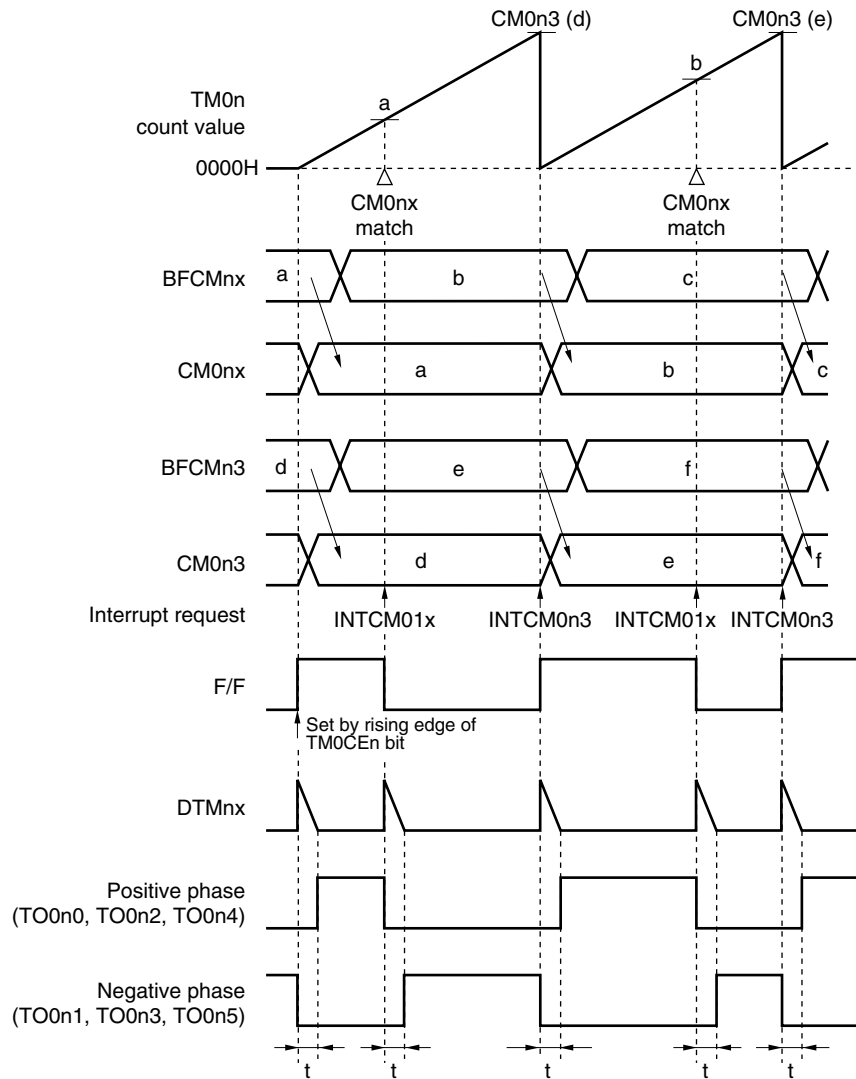 CM0n3 (d)
CM0n3 (e)
b
a
TM0n
count value
0000H
CM0nx
match
CM0nx
match
BFCMnx
a
b
c
CM0nx
a
b
c
BFCMn3
d
e
f
CM0n3
d
e
f
Interrupt request
INTCM01x
INTCM0n3
INTCM01x
INTCM0n3
F/F
Set by rising edge of
TM0CEn bit
DTMnx
Positive phase
(TO0n0, TO0n2, TO0n4)
Negative phase
(TO0n1, TO0n3, TO0n5)
t
t
t
t
t